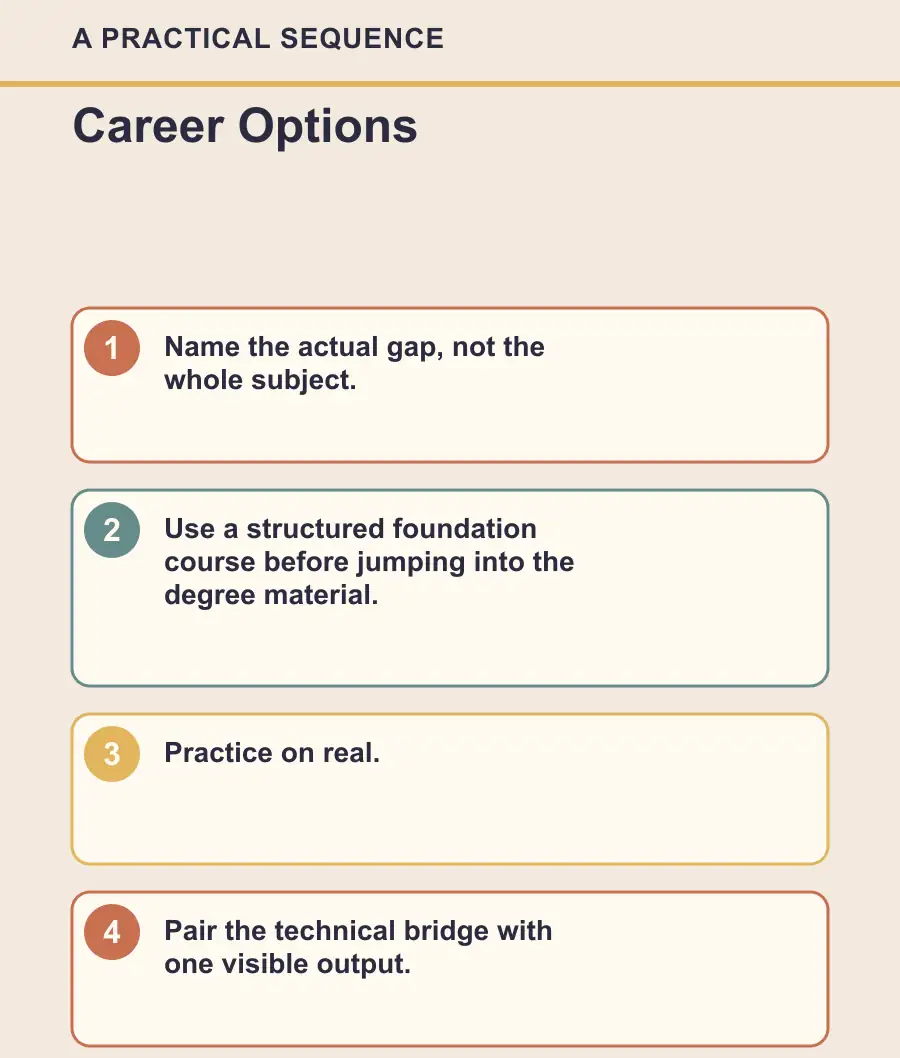 A PRACTICAL SEQUENCE
Career Options
1
Name the actual gap, not the
whole subject.
2
Use a structured foundation
course before jumping into the
degree material.
3
Practice on real.
4
Pair the technical bridge with
one visible output.